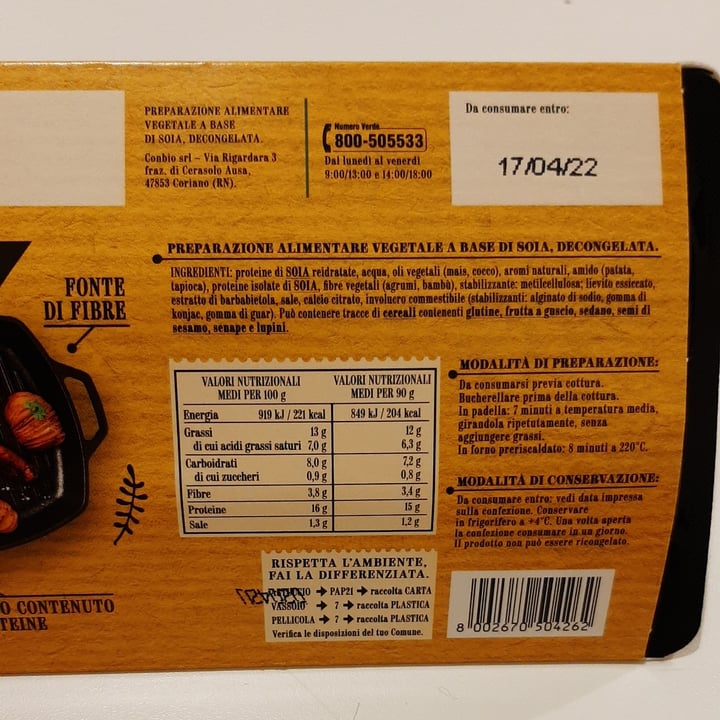 PREPARAZIONE ALIMENTARE
VEGETALE A BASE
DI SOIA, DECONGELATA.
Conbio srl – Via Rigardara 3
fraz. di Cerasolo Ausa,
47853 Coriano (RN).
Numero Verde
800-505533
Dal lunedì al venerdì
9:00/13:00 e 14:00/18:00
Da consumare entro:
17/04/22
PREPARAZIONE ALIMENTARE VEGETALE A BASE DI SOIA, DECONGELATA.
INGREDIENTI: proteine di SOIA reidratate, acqua, oli vegetali (mais, cocco), aromi naturali, amido (patata,
tapioca), proteine isolate di SOIA, fibre vegetali (agrumi, bambù), stabilizzante: metilcellulosa; lievito essiccato,
estratto di barbabietola, sale, calcio citrato, involucro commestibile (stabilizzanti: alginato di sodio, gomma di
konjac, gomma di guar). Può contenere tracce di cereali contenenti glutine, frutta a guscio, sedano, semi di
sesamo, senape e lupini.
FONTE
DI FIBRE
VALORI NUTRIZIONALI MEDI PER 100 g VALORI NUTRIZIONALI MEDI PER 90 g
Energia 919 kJ / 221 kcal 849 kJ / 204 kcal
Grassi 13 g 12 g
di cui acidi grassi saturi 7,0 g 6,3 g
Carboidrati 8,0 g 7,2 g
di cui zuccheri 0,9 g 0,8 g
Fibre 3,8 g 3,4 g
Proteine 16 g 15 g
Sale 1,3 g 1,2 g
MODALITÀ DI PREPARAZIONE:
Da consumarsi previa cottura.
Bucherellare prima della cottura.
In padella: 7 minuti a temperatura media,
girandola ripetutamente, senza
aggiungere grassi.
In forno preriscaldato: 8 minuti a 220°C.
MODALITÀ DI CONSERVAZIONE:
Da consumare entro: vedi data impressa
sulla confezione. Conservare
in frigorifero a +4°C. Una volta aperta
la confezione consumare in un giorno.
Il prodotto non può essere ricongelato.
RISPETTA L'AMBIENTE,
FAI LA DIFFERENZIATA.
➔ PAP21 ➔ raccolta CARTA
VASSOIO ➔ 7 ➔ raccolta PLASTICA
PELLICOLA ➔ 7 ➔ raccolta PLASTICA
Verifica le disposizioni del tuo Comune.
O CONTENUTO
TEINE
8 002670 504262